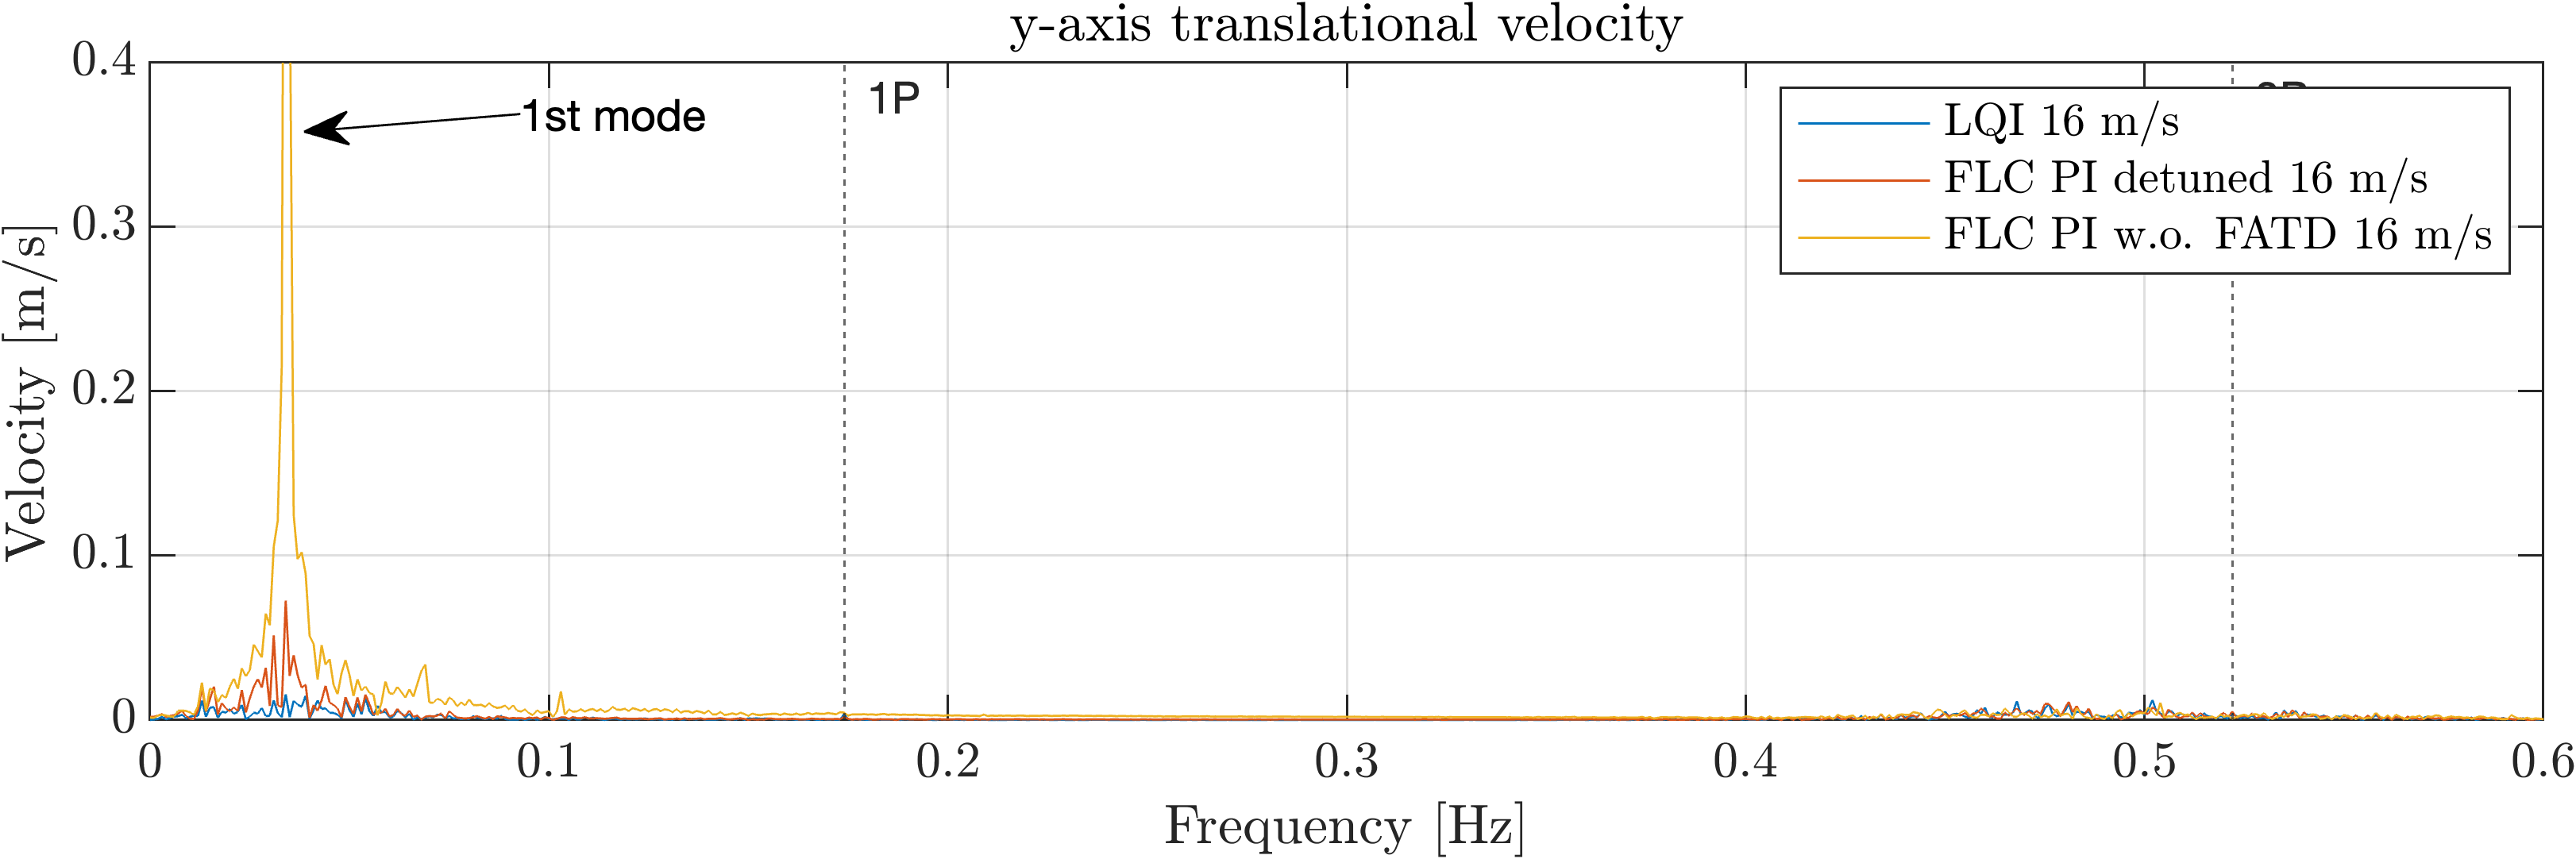 y-axis translational velocity
0.4
0.3
0.2
0.1
0
Velocity [m/s]
1st mode
1P
LQI 16 m/s
FLC PI detuned 16 m/s
FLC PI w.o. FATD 16 m/s
0
0.1
0.2
0.3
0.4
0.5
0.6
Frequency [Hz]